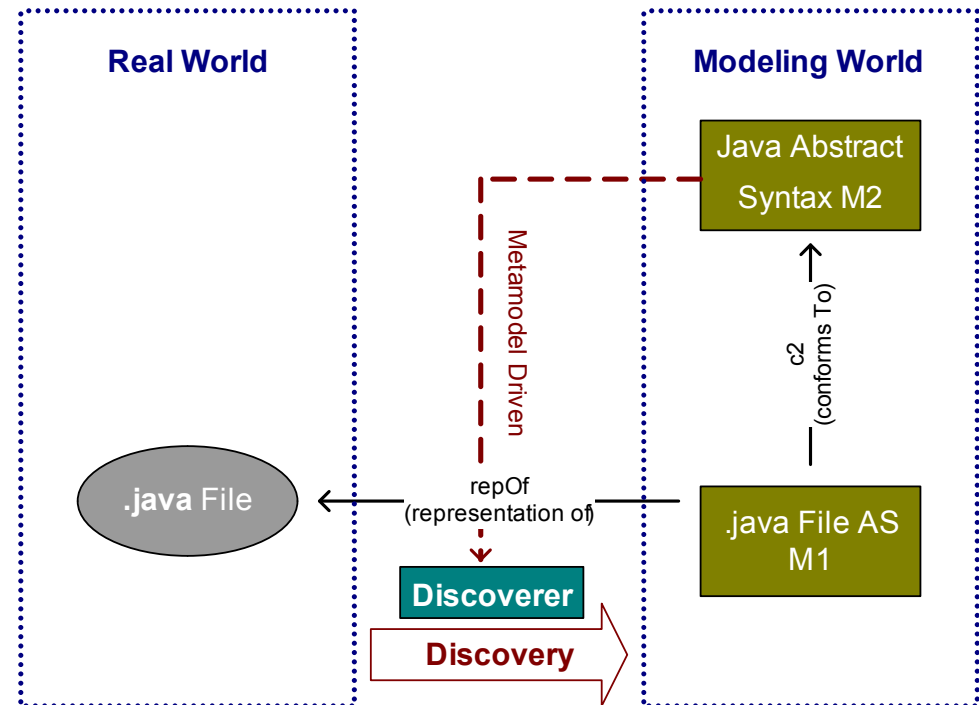 Real World
Modeling World
Java Abstract
Syntax M2
Metamodel Driven
c2
(conforms To)
.java File
repOf
(representation of)
.java File AS
M1
Discoverer
Discovery